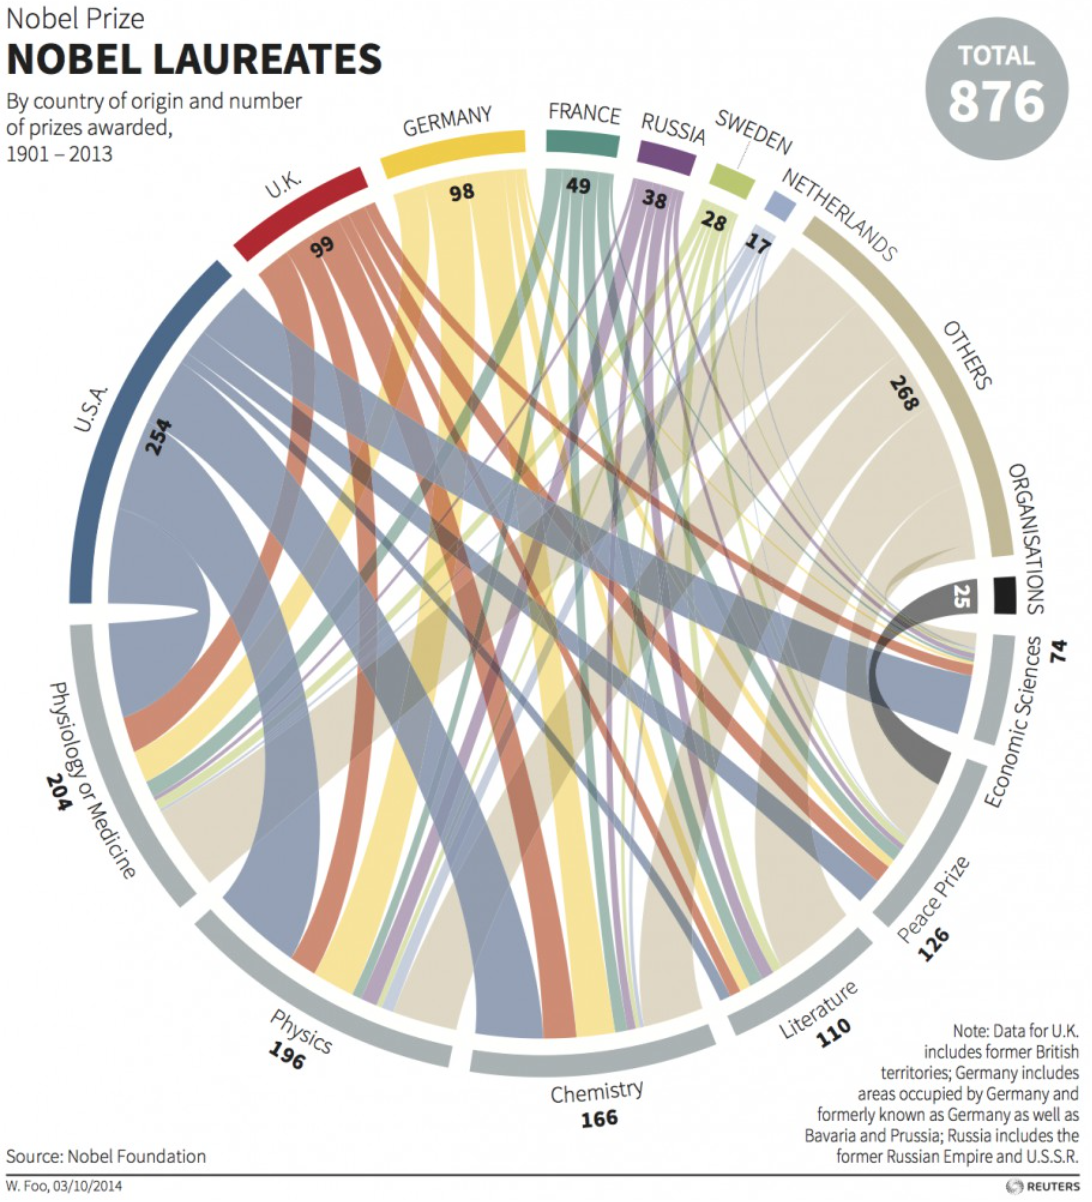 Nobel Prize
NOBEL LAUREATES
By country of origin and number
of prizes awarded,
1901 – 2013
TOTAL
876
U.S.A.
254
U.K.
99
GERMANY
98
FRANCE
49
RUSSIA
38
SWEDEN
28
NETHERLANDS
17
OTHERS
268
ORGANISATIONS
25
Economic Sciences
74
Peace Prize
126
Literature
110
Chemistry
166
Physics
196
Physiology or Medicine
204
Note: Data for U.K.
includes former British
territories; Germany includes
areas occupied by Germany and
formerly known as Germany as well as
Bavaria and Prussia; Russia includes the
former Russian Empire and U.S.S.R.
Source: Nobel Foundation
W. Foo, 03/10/2014
REUTERS